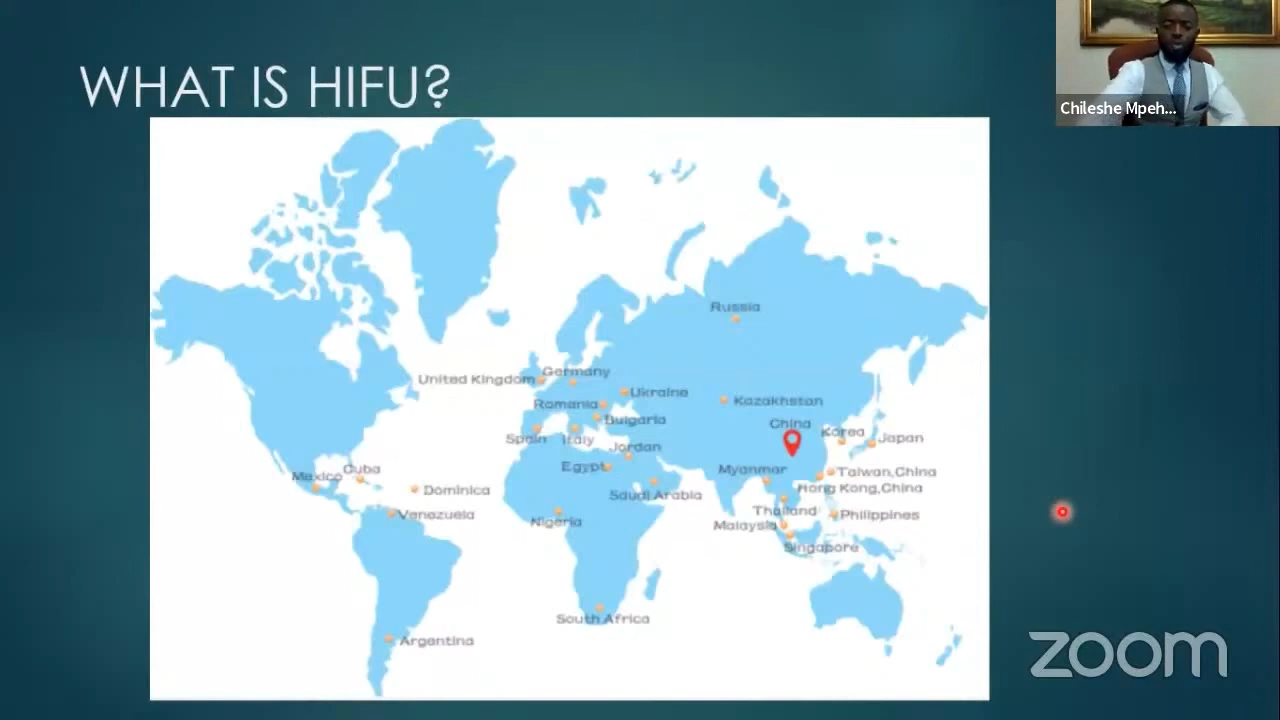 WHAT IS HIFU?
Chileshe Mpeh...
Russia
Germany
United Kingdom
Ukraine
Romania
Kazakhstan
Bulgaria
China
Korea
Japan
Spain
Italy
Jordan
Egypt
Myanmar
Taiwan,China
Mexico
Cuba
Dominica
Saudi Arabia
Hong Kong,China
Venezuela
Nigeria
Thailand
Philippines
Malaysia
Singapore
South Africa
Argentina
zoom